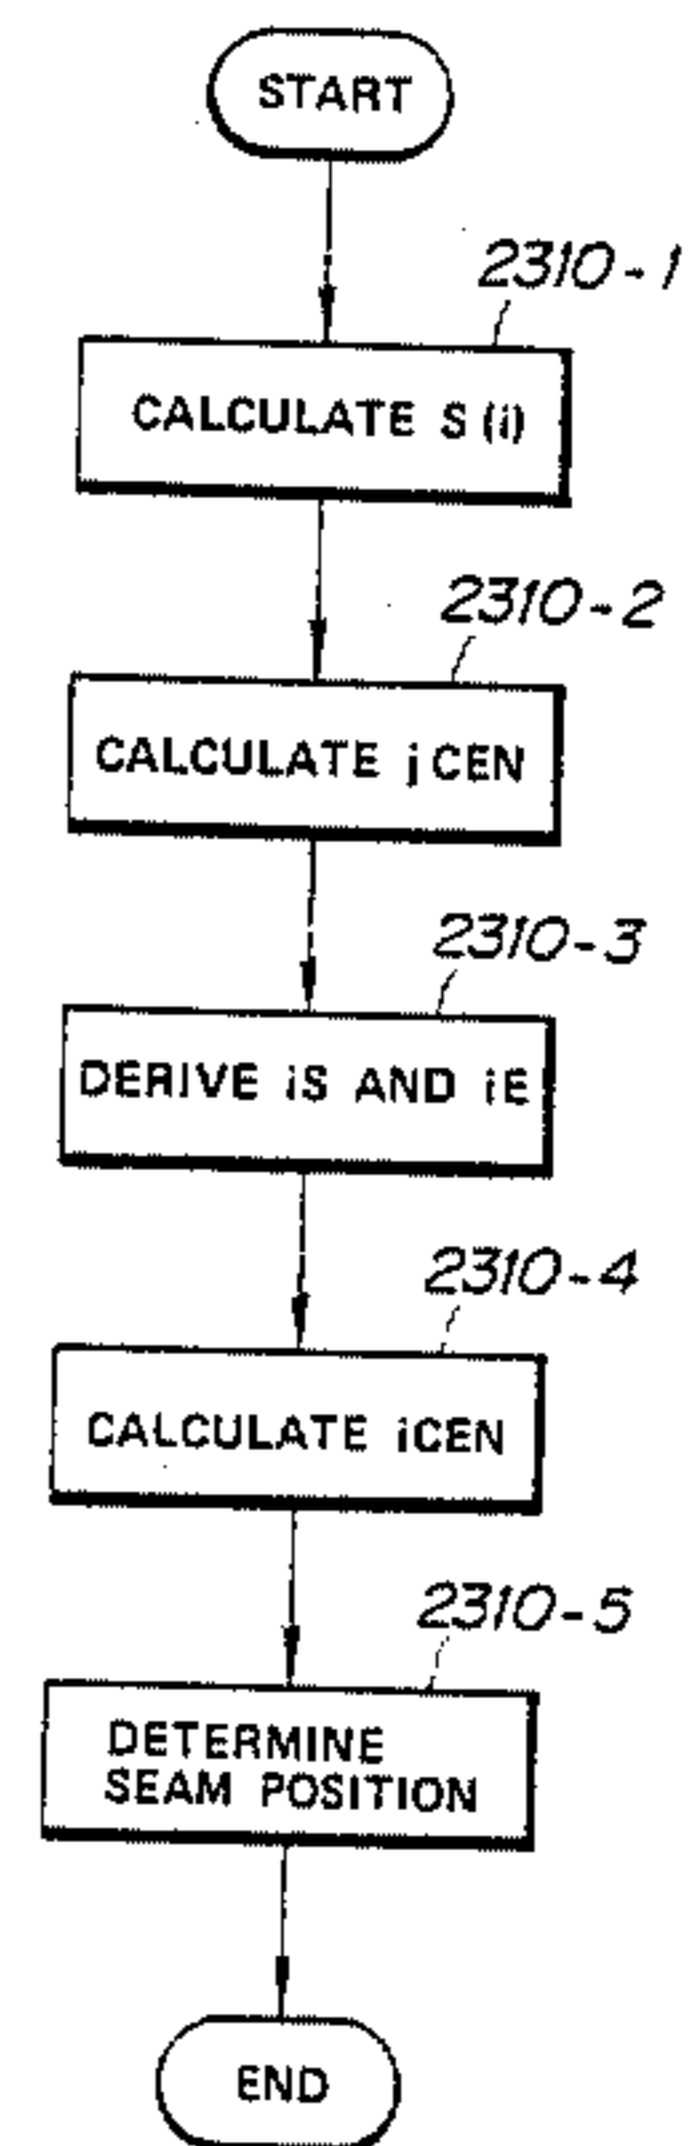 START
2310-1
CALCULATE S(i)
2310-2
CALCULATE jCEN
2310-3
DERIVE iS AND iE
2310-4
CALCULATE iCEN
2310-5
DETERMINE
SEAM POSITION
END